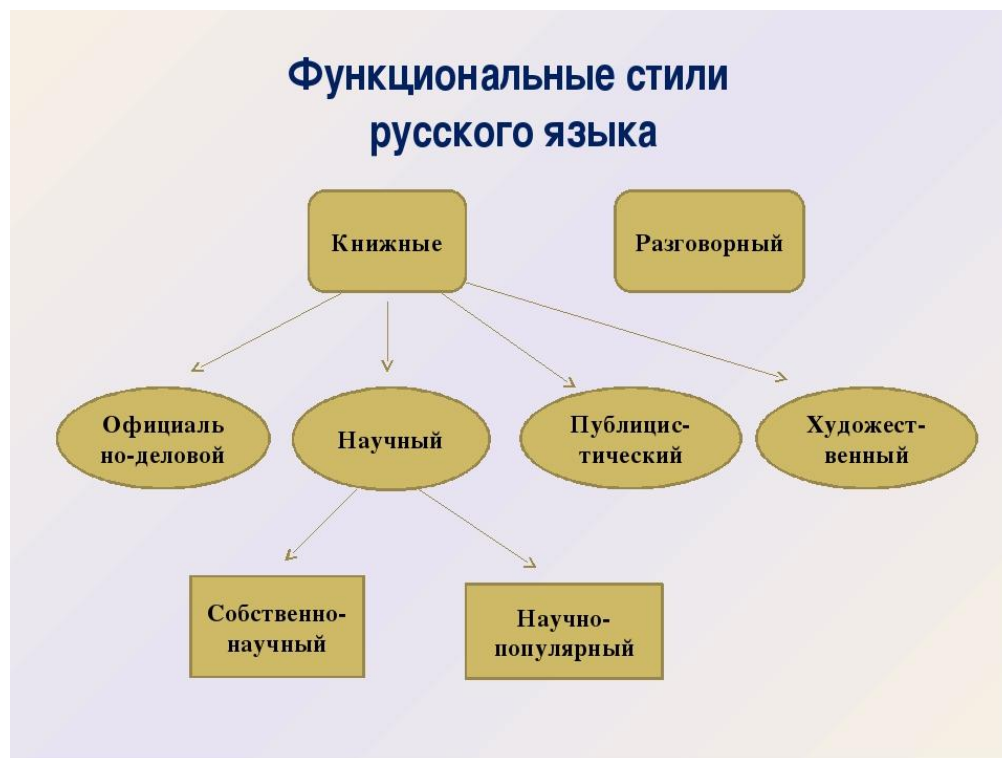 Функциональные стили
русского языка
Книжные
Разговорный
Официаль
но-деловой
Научный
Публицис-
тический
Художест-
венный
Собственно-
научный
Научно-
популярный